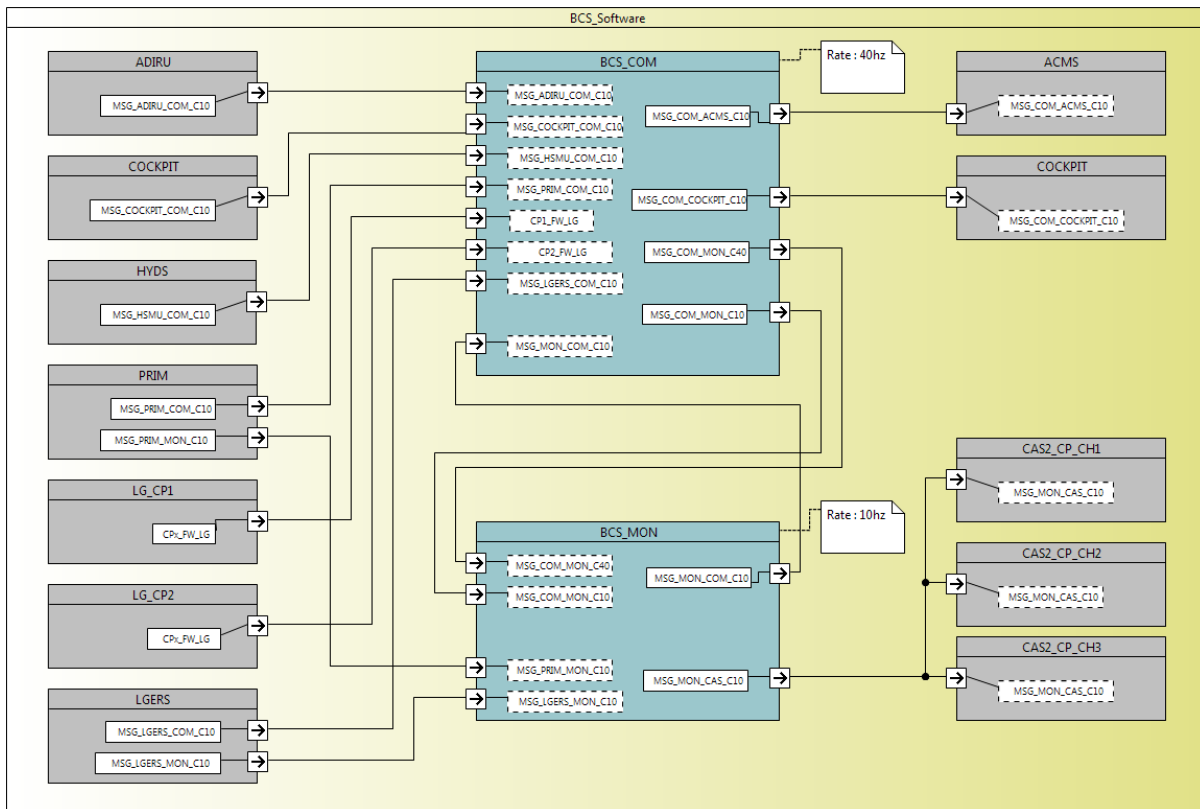 BCS_Software
ADIRU
MSG_ADIRU_COM_C10
COCKPIT
MSG_COCKPIT_COM_C10
HYDS
MSG_HSMU_COM_C10
PRIM
MSG_PRIM_COM_C10
MSG_PRIM_MON_C10
LG_CP1
CPx_FW_LG
LG_CP2
CPx_FW_LG
LGERS
MSG_LGERS_COM_C10
MSG_LGERS_MON_C10
BCS_COM
MSG_ADIRU_COM_C10
MSG_COCKPIT_COM_C10
MSG_HSMU_COM_C10
MSG_PRIM_COM_C10
CP1_FW_LG
CP2_FW_LG
MSG_LGERS_COM_C10
MSG_MON_COM_C10
MSG_COM_ACMS_C10
MSG_COM_COCKPIT_C10
MSG_COM_MON_C40
MSG_COM_MON_C10
Rate : 40hz
BCS_MON
MSG_COM_MON_C40
MSG_COM_MON_C10
MSG_PRIM_MON_C10
MSG_LGERS_MON_C10
MSG_MON_COM_C10
MSG_MON_CAS_C10
Rate : 10hz
ACMS
MSG_COM_ACMS_C10
COCKPIT
MSG_COM_COCKPIT_C10
CAS2_CP_CH1
MSG_MON_CAS_C10
CAS2_CP_CH2
MSG_MON_CAS_C10
CAS2_CP_CH3
MSG_MON_CAS_C10